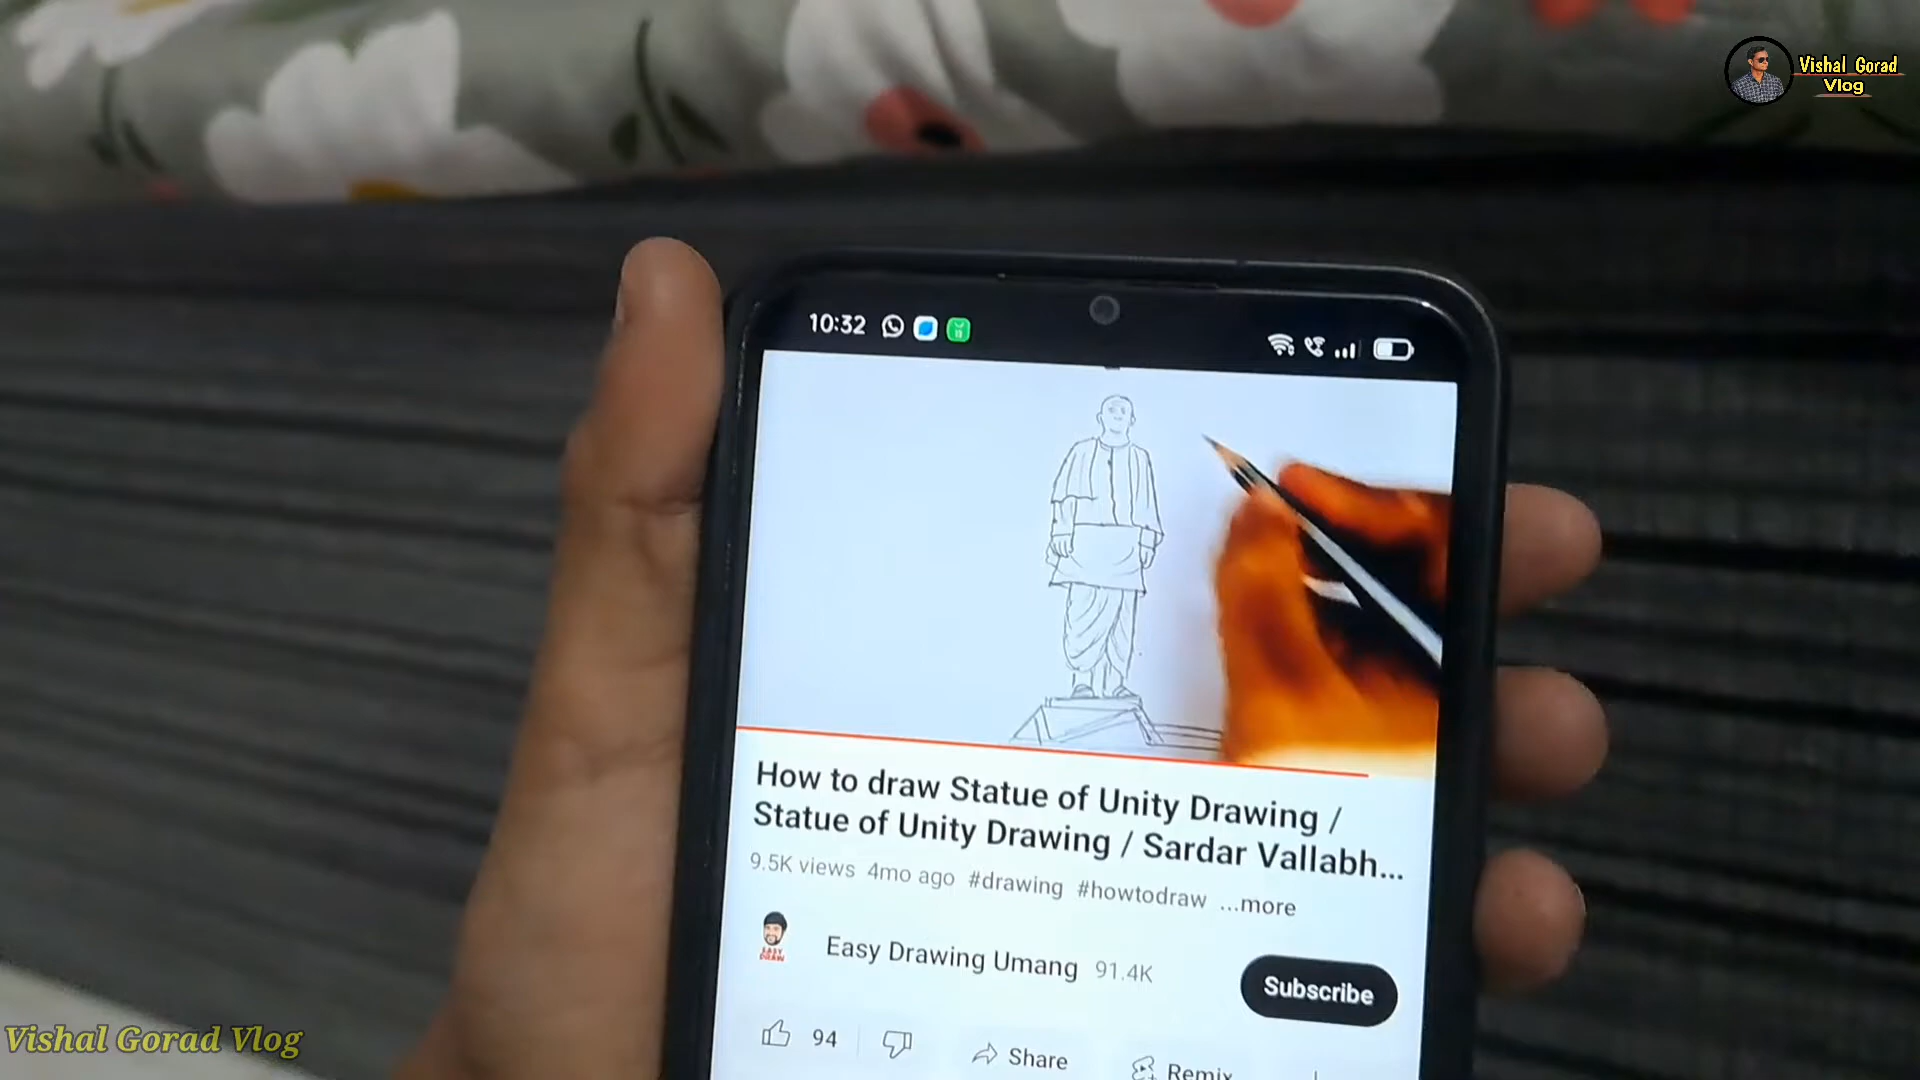 Vishal Gorad
Vlog
10:32
How to draw Statue of Unity Drawing /
Statue of Unity Drawing / Sardar Vallabh...
9.5K views 4mo ago #drawing #howtodraw ...more
EASY
DRAW
Easy Drawing Umang 91.4K
Subscribe
94
Share
Remix
Vishal Gorad Vlog